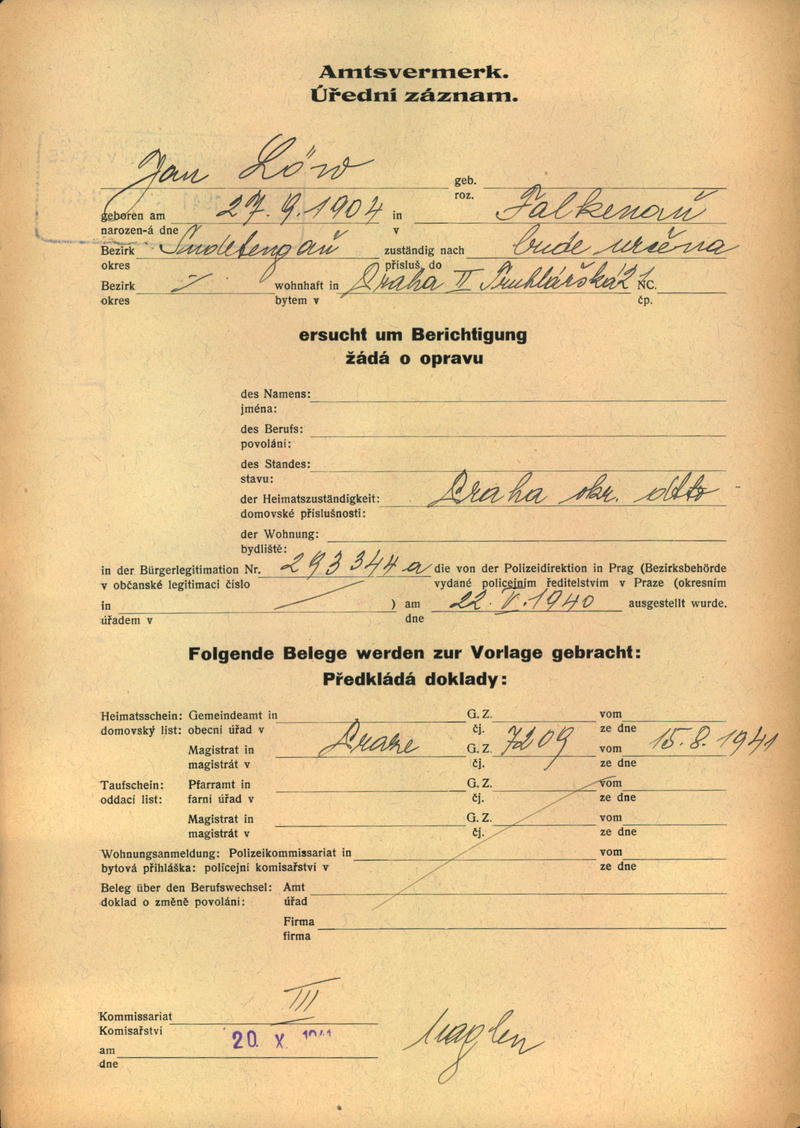 Amtsvermerk.
Úřední záznam.
Jan Löw geb.
roz.
geboren am 27.9.1904 in Falkenau
narozen-á dne v
Bezirk Sudetengau zuständig nach bude určena
okres přísluš. do
Bezirk wohnhaft in Praha II Truhlářská 21 NC.
okres bytem v čp.
ersucht um Berichtigung
žádá o opravu
des Namens:
jména:
des Berufs:
povolání:
des Standes:
stavu:
der Heimatszuständigkeit: Praha okr. dtto
domovské příslušnosti:
der Wohnung:
bydliště:
in der Bürgerlegitimation Nr. 293344 a die von der Polizeidirektion in Prag (Bezirksbehörde
v občanské legitimaci číslo vydané policejním ředitelstvím v Praze (okresním
in ) am 22.V.1940 ausgestellt wurde.
úřadem v dne
Folgende Belege werden zur Vorlage gebracht:
Předkládá doklady:
Heimatsschein: Gemeindeamt in G. Z. vom
domovský list: obecní úřad v čj. ze dne
Magistrat in Praze G. Z. 7209 vom 15.8.1941
magistrát v čj. ze dne
Taufschein: Pfarramt in G. Z. vom
oddací list: farní úřad v čj. ze dne
Magistrat in G. Z. vom
magistrát v čj. ze dne
Wohnungsanmeldung: Polizeikommissariat in vom
bytová přihláška: policejní komisařství v ze dne
Beleg über den Berufswechsel: Amt
doklad o změně povolání: úřad
Firma
firma
Kommissariat III
Komisařství
am 20. X 1941
dne